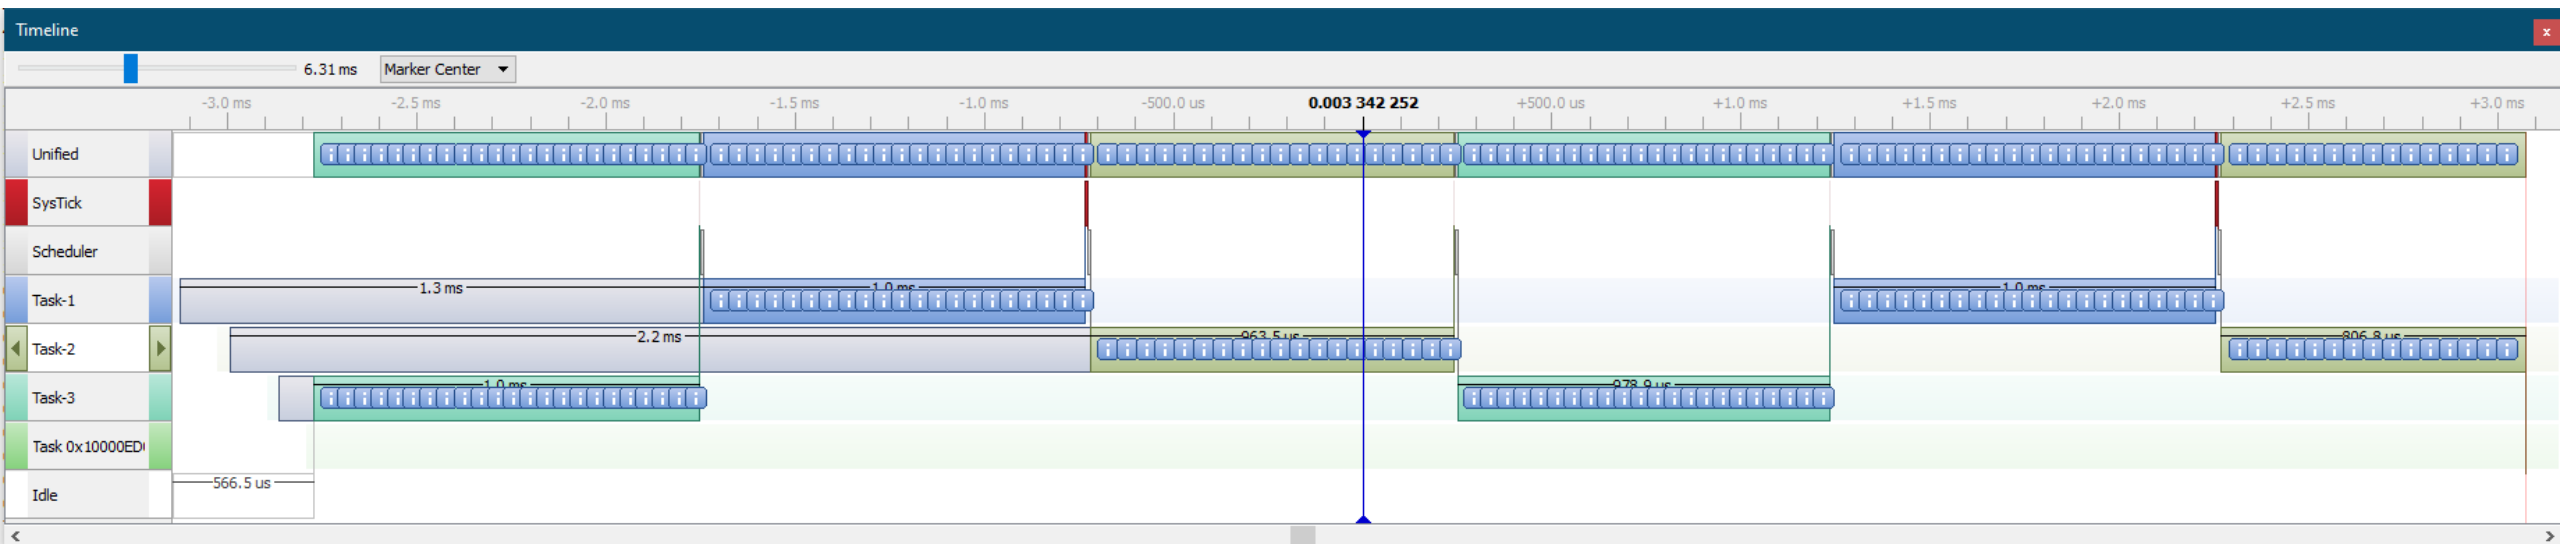 Timeline
x
6.31 ms
Marker Center
-3.0 ms -2.5 ms -2.0 ms -1.5 ms -1.0 ms -500.0 us 0.003 342 252 +500.0 us +1.0 ms +1.5 ms +2.0 ms +2.5 ms +3.0 ms
Unified
SysTick
Scheduler
Task-1
1.3 ms 1.0 ms 1.0 ms
Task-2
2.2 ms 963.5 us 806.8 us
Task-3
1.0 ms 978.9 us
Task 0x10000ED
Idle
566.5 us